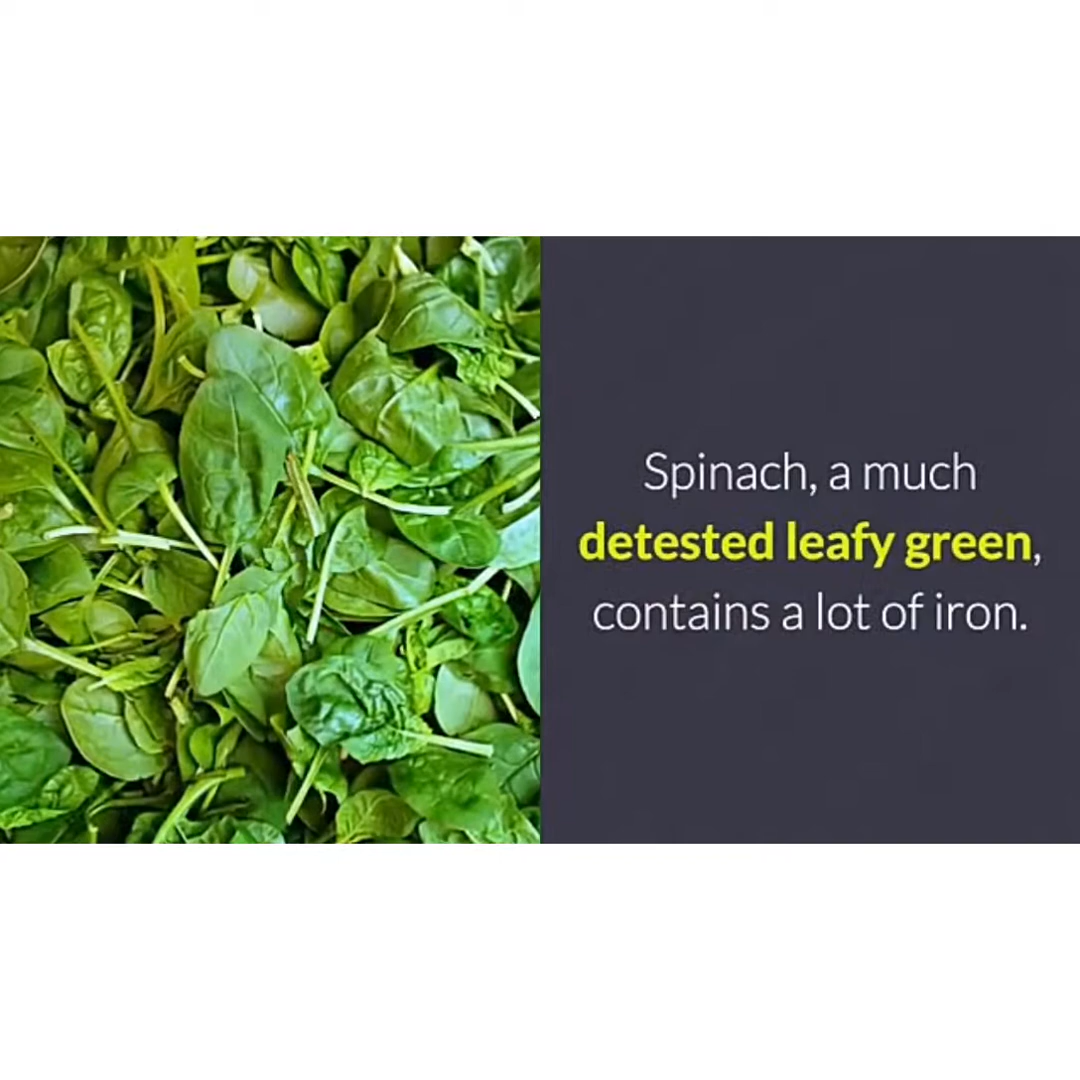 Spinach, a much
detested leafy green,
contains a lot of iron.